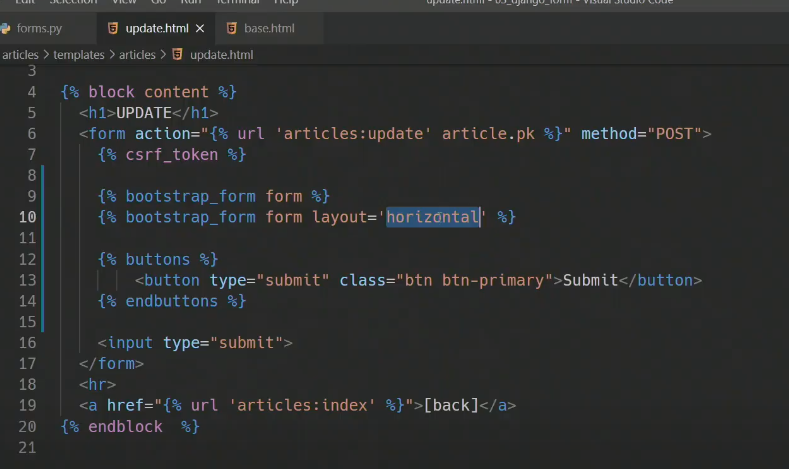 Edit Selection View Go Run Terminal Help update.html - 03_django_form - Visual Studio Code
forms.py update.html × base.html
articles > templates > articles > update.html
3
4 {% block content %}
5 <h1>UPDATE</h1>
6 <form action="{% url 'articles:update' article.pk %}" method="POST">
7 {% csrf_token %}
8
9 {% bootstrap_form form %}
10 {% bootstrap_form form layout='horizontal' %}
11
12 {% buttons %}
13 <button type="submit" class="btn btn-primary">Submit</button>
14 {% endbuttons %}
15
16 <input type="submit">
17 </form>
18 <hr>
19 <a href="{% url 'articles:index' %}">[back]</a>
20 {% endblock  %}
21